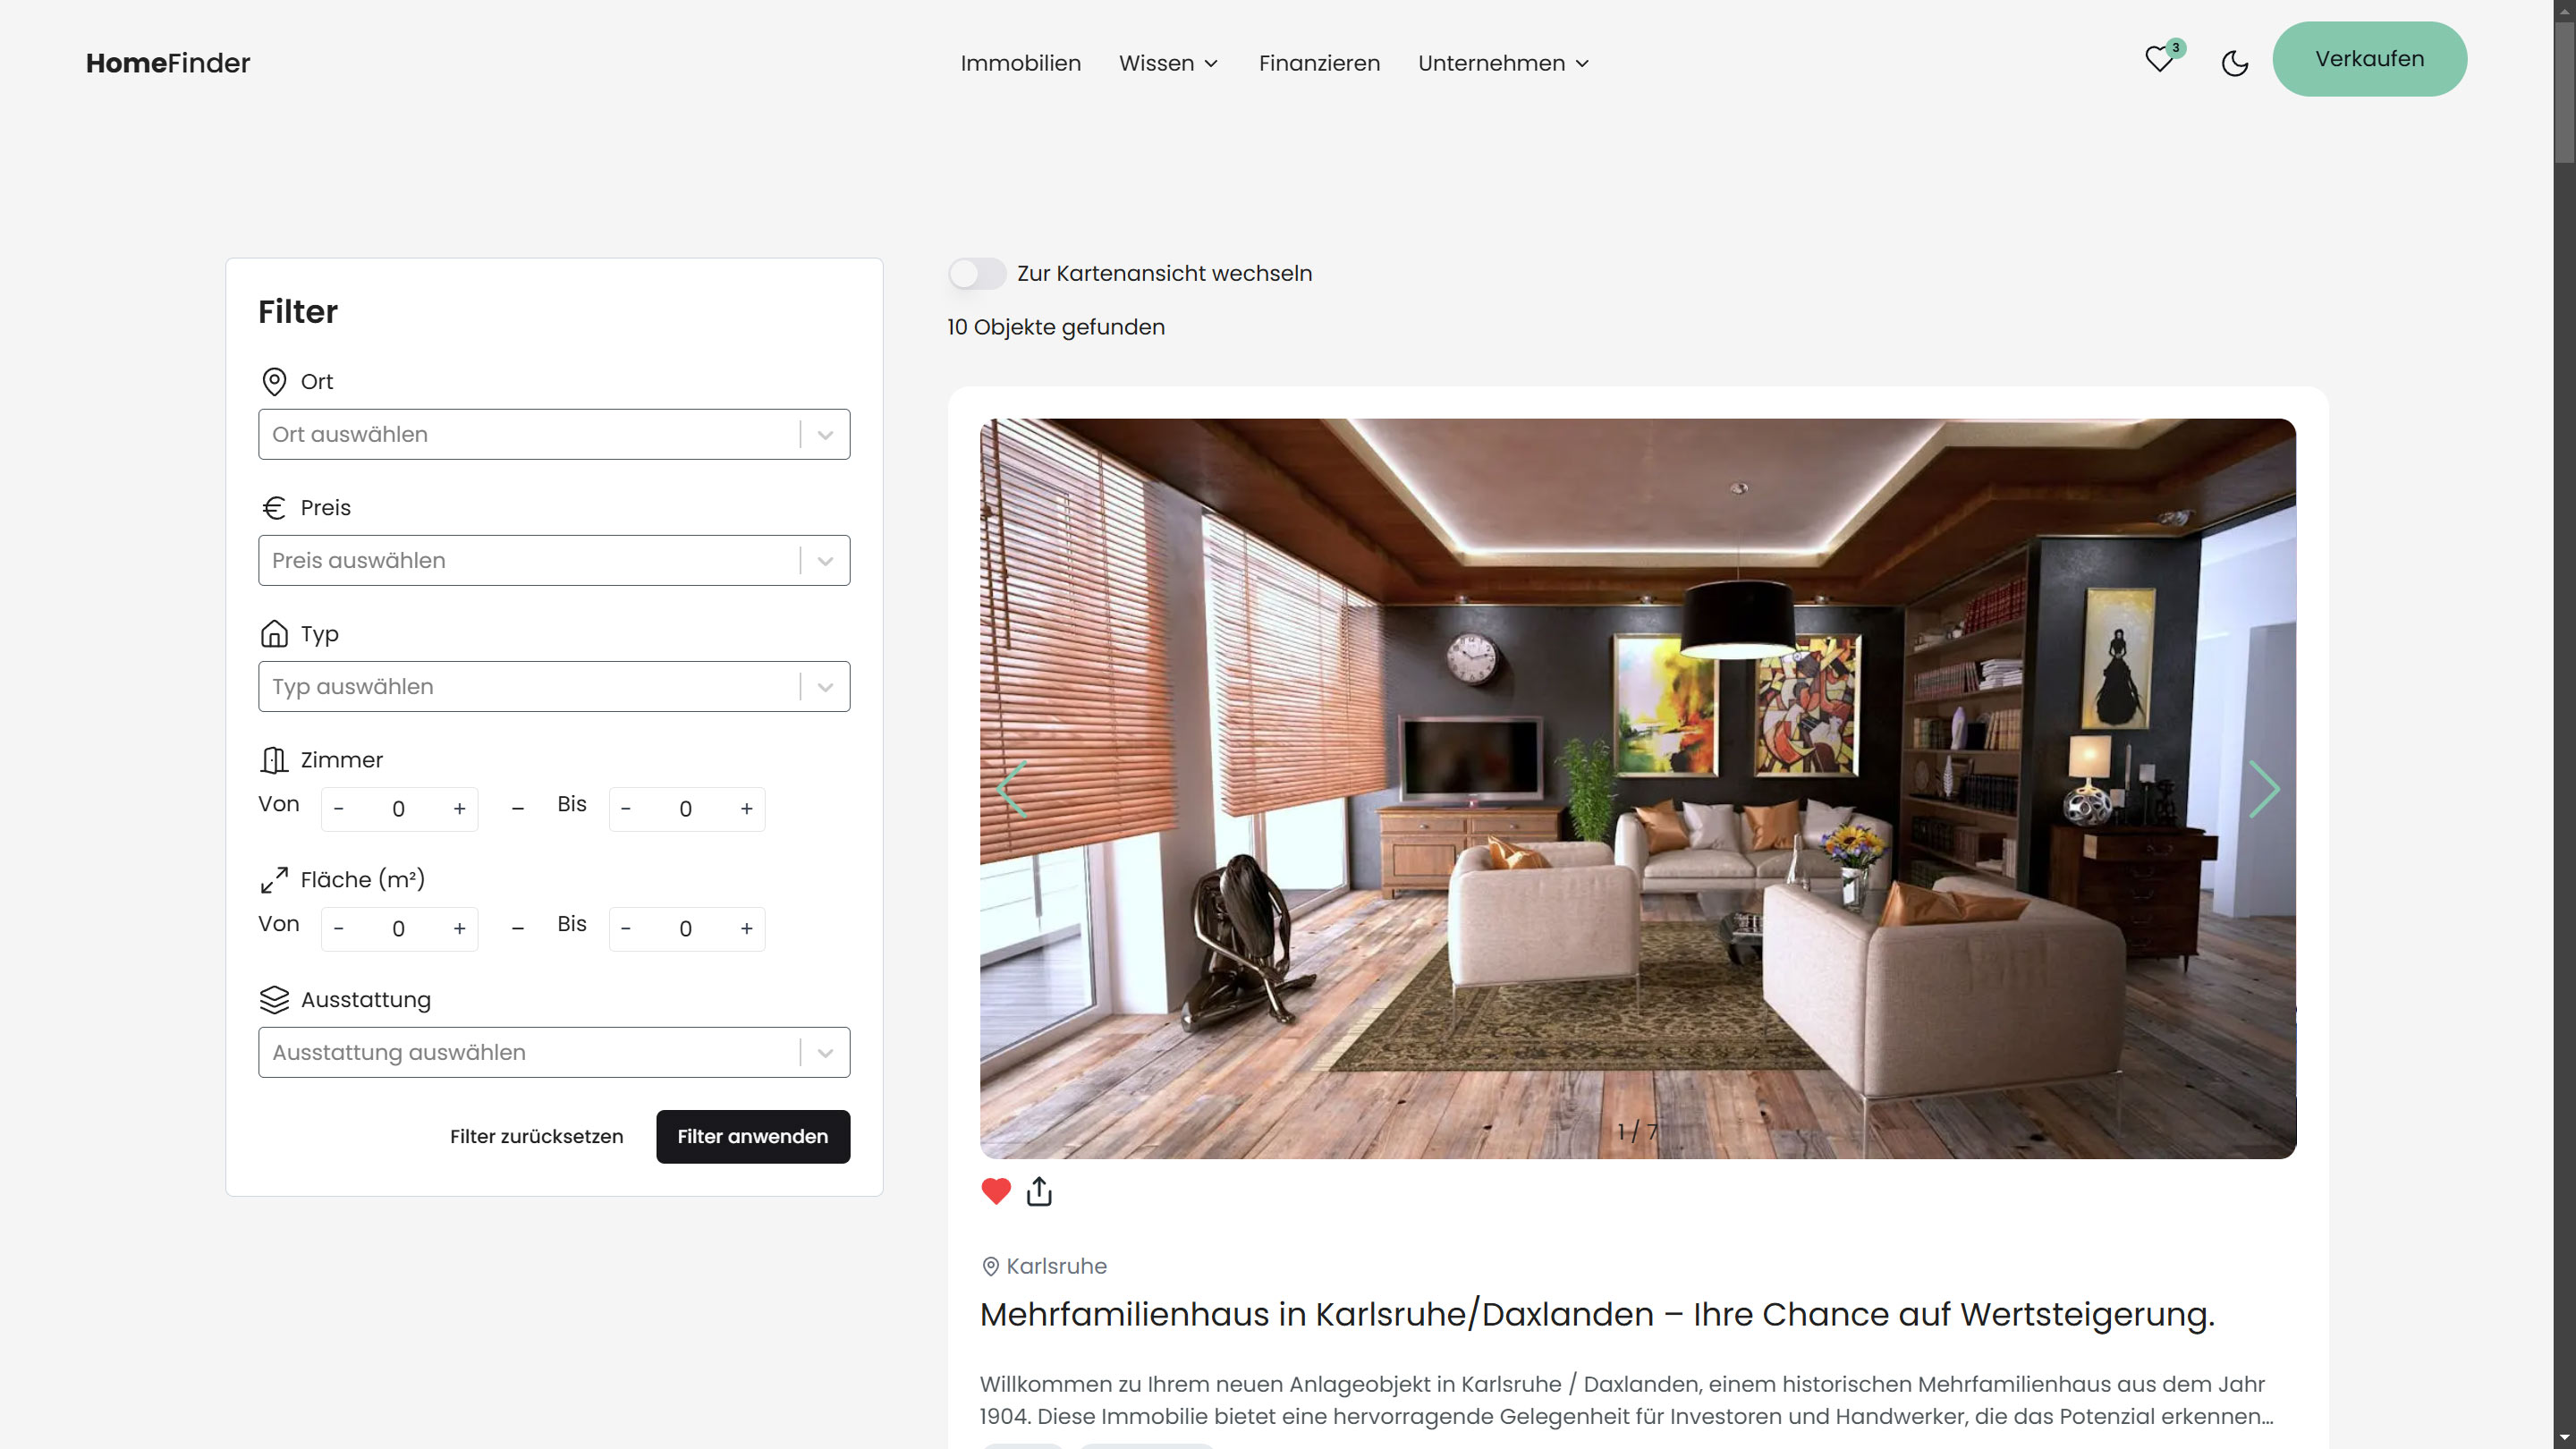 HomeFinder
Immobilien
Wissen
Finanzieren
Unternehmen
3
Verkaufen
Filter
Ort
Ort auswählen
Preis
Preis auswählen
Typ
Typ auswählen
Zimmer
Von - 0 + – Bis - 0 +
Fläche (m²)
Von - 0 + – Bis - 0 +
Ausstattung
Ausstattung auswählen
Filter zurücksetzen
Filter anwenden
Zur Kartenansicht wechseln
10 Objekte gefunden
1 / 7
Karlsruhe
Mehrfamilienhaus in Karlsruhe/Daxlanden – Ihre Chance auf Wertsteigerung.
Willkommen zu Ihrem neuen Anlageobjekt in Karlsruhe / Daxlanden, einem historischen Mehrfamilienhaus aus dem Jahr
1904. Diese Immobilie bietet eine hervorragende Gelegenheit für Investoren und Handwerker, die das Potenzial erkennen...